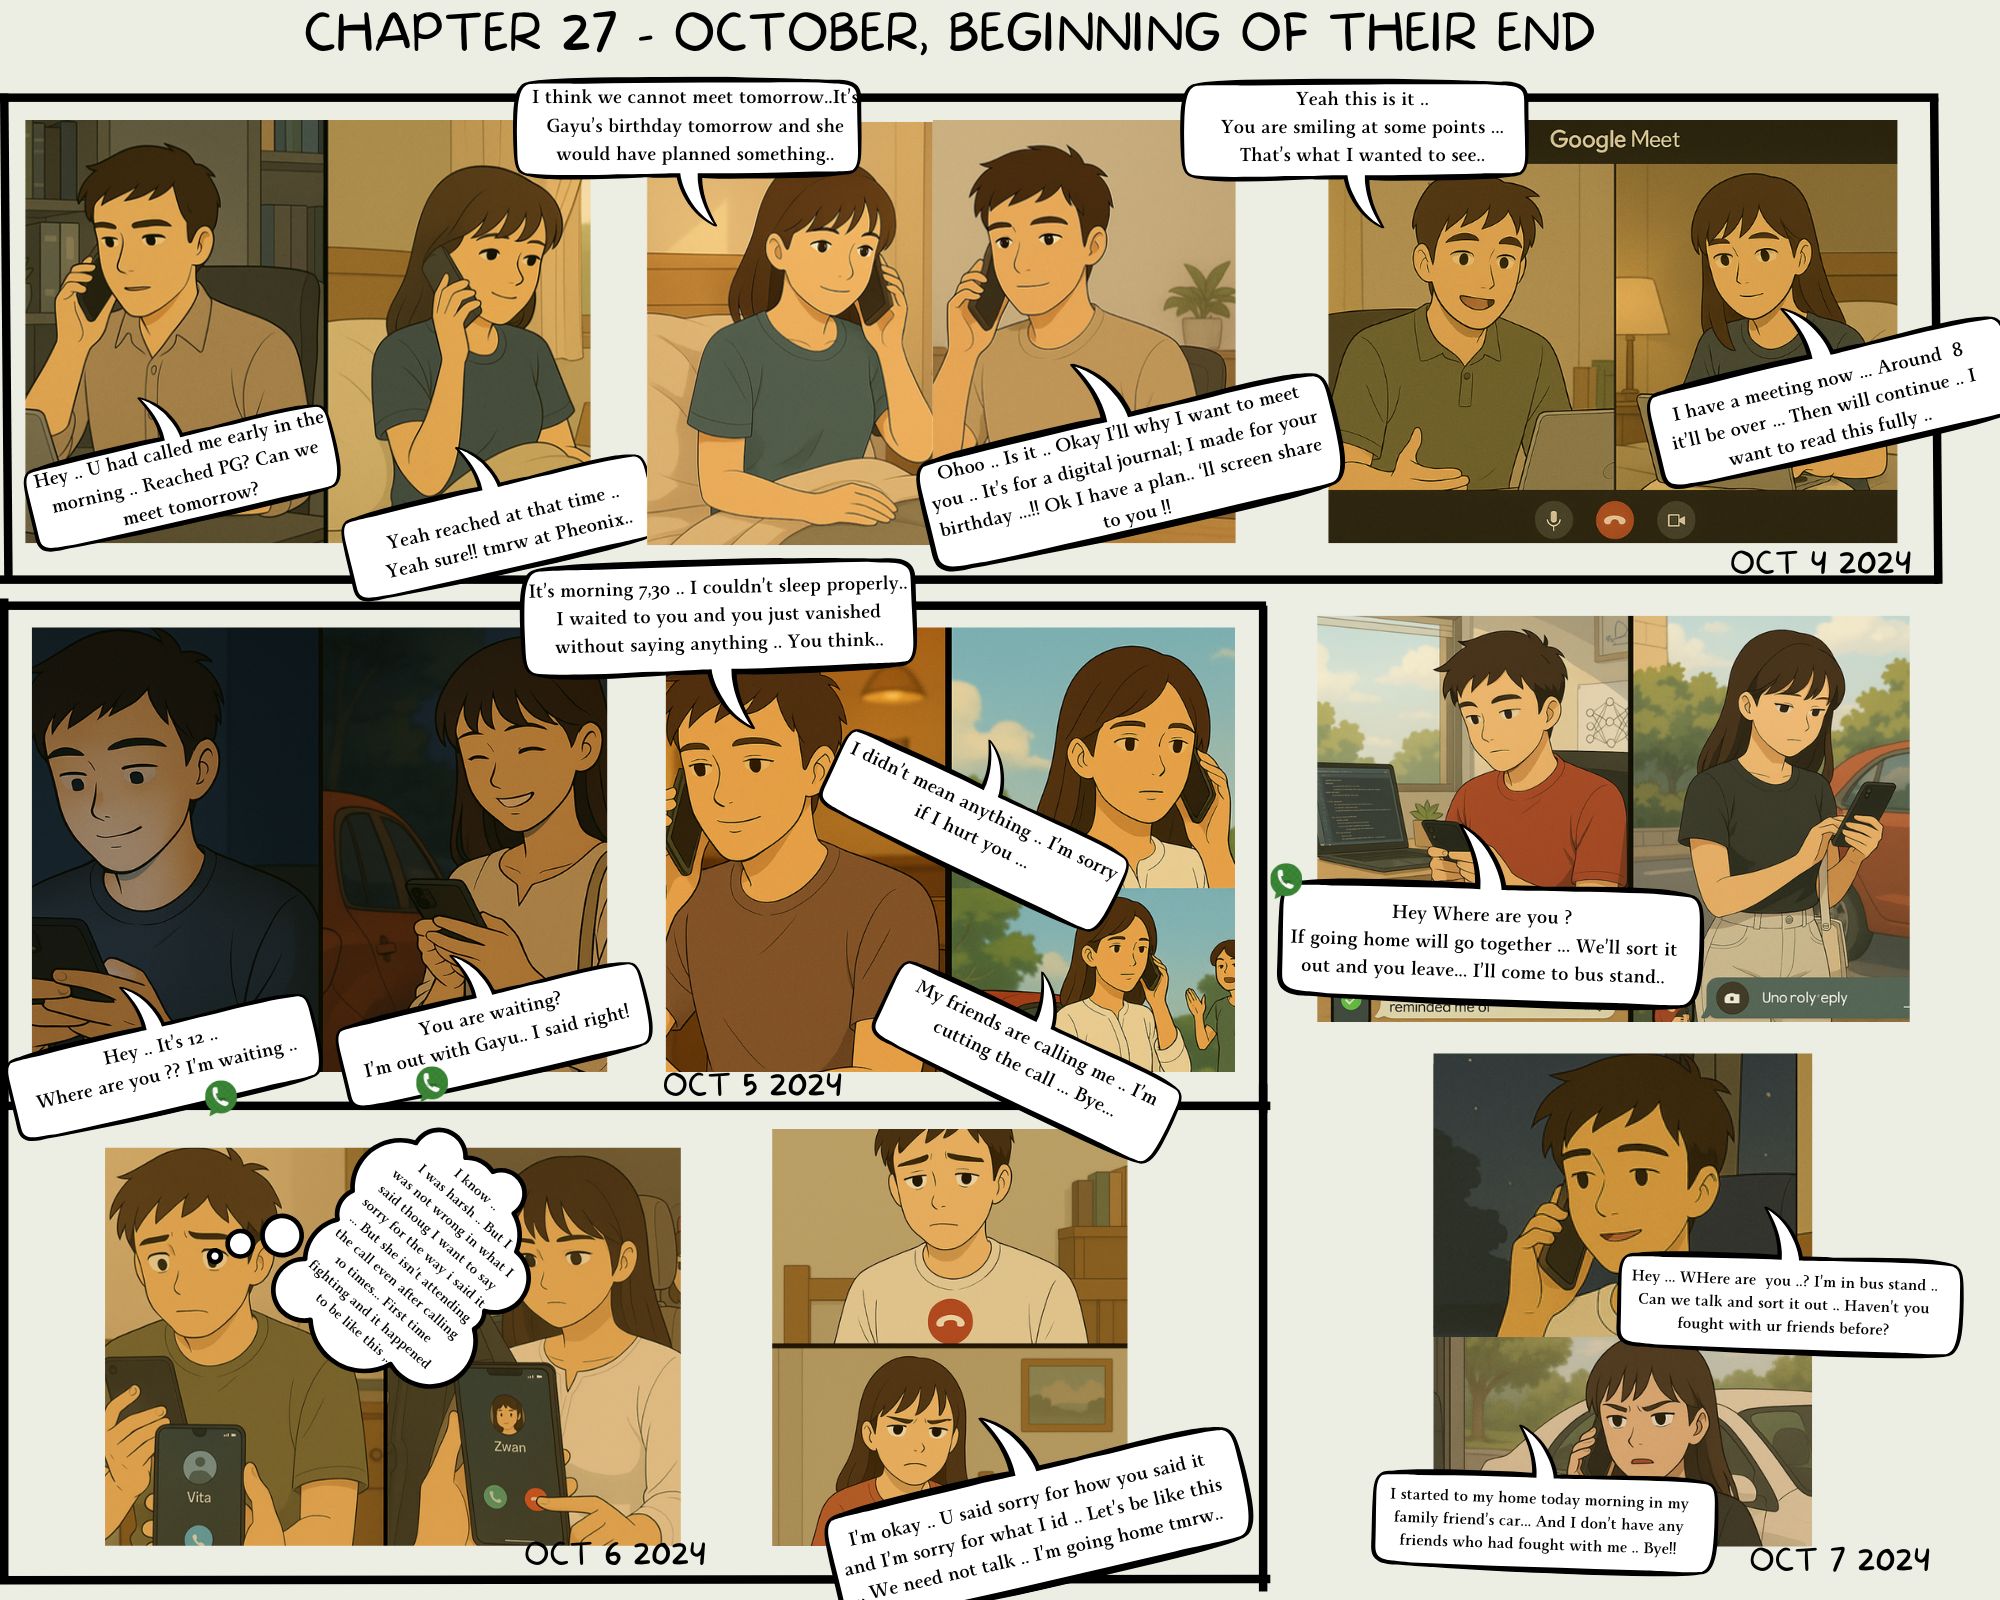 CHAPTER 27 - OCTOBER, BEGINNING OF THEIR END
Hey .. U had called me early in the
morning .. Reached PG? Can we
meet tomorrow?
Yeah reached at that time ..
Yeah sure!! tmrw at Pheonix..
I think we cannot meet tomorrow..It's
Gayu's birthday tomorrow and she
would have planned something..
Ohoo .. Is it .. Okay I'll why I want to meet
you .. It's for a digital journal; I made for your
birthday ...!! Ok I have a plan.. 'll screen share
to you !!
Yeah this is it ..
You are smiling at some points ...
That's what I wanted to see..
Google Meet
I have a meeting now ... Around 8
it'll be over ... Then will continue .. I
want to read this fully ..
OCT 4 2024
Hey .. It's 12 ..
Where are you ?? I'm waiting ..
You are waiting?
I'm out with Gayu.. I said right!
It's morning 7,30 .. I couldn't sleep properly..
I waited to you and you just vanished
without saying anything .. You think..
I didn't mean anything .. I'm sorry
if I hurt you ...
My friends are calling me .. I'm
cutting the call ... Bye...
OCT 5 2024
I know ..
I was harsh .. But I
was not wrong in what I
said thoug I want to say
sorry for the way i said it
... But she isn't attending
the call even after calling
10 times... First time
fighting and it happened
to be like this ..
Vita
Zwan
OCT 6 2024
I'm okay .. U said sorry for how you said it
and I'm sorry for what I id .. Let's be like this
.. We need not talk .. I'm going home tmrw..
Hey Where are you ?
If going home will go together ... We'll sort it
out and you leave... I'll come to bus stand..
reminded me of
Uno roly eply
Hey ... WHere are you ..? I'm in bus stand ..
Can we talk and sort it out .. Haven't you
fought with ur friends before?
I started to my home today morning in my
family friend's car... And I don't have any
friends who had fought with me .. Bye!!
OCT 7 2024